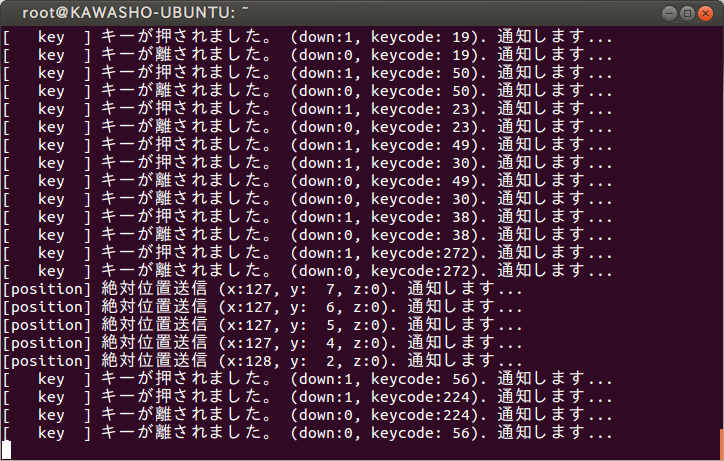 root@KAWASHO-UBUNTU: ~
[   key  ] キーが押されました。 (down:1, keycode: 19). 通知します...
[   key  ] キーが離されました。 (down:0, keycode: 19). 通知します...
[   key  ] キーが押されました。 (down:1, keycode: 50). 通知します...
[   key  ] キーが離されました。 (down:0, keycode: 50). 通知します...
[   key  ] キーが押されました。 (down:1, keycode: 23). 通知します...
[   key  ] キーが離されました。 (down:0, keycode: 23). 通知します...
[   key  ] キーが押されました。 (down:1, keycode: 49). 通知します...
[   key  ] キーが押されました。 (down:1, keycode: 30). 通知します...
[   key  ] キーが離されました。 (down:0, keycode: 49). 通知します...
[   key  ] キーが離されました。 (down:0, keycode: 30). 通知します...
[   key  ] キーが押されました。 (down:1, keycode: 38). 通知します...
[   key  ] キーが離されました。 (down:0, keycode: 38). 通知します...
[   key  ] キーが押されました。 (down:1, keycode:272). 通知します...
[   key  ] キーが離されました。 (down:0, keycode:272). 通知します...
[position] 絶対位置送信 (x:127, y:  7, z:0). 通知します...
[position] 絶対位置送信 (x:127, y:  6, z:0). 通知します...
[position] 絶対位置送信 (x:127, y:  5, z:0). 通知します...
[position] 絶対位置送信 (x:127, y:  4, z:0). 通知します...
[position] 絶対位置送信 (x:128, y:  2, z:0). 通知します...
[   key  ] キーが押されました。 (down:1, keycode: 56). 通知します...
[   key  ] キーが押されました。 (down:1, keycode:224). 通知します...
[   key  ] キーが離されました。 (down:0, keycode:224). 通知します...
[   key  ] キーが離されました。 (down:0, keycode: 56). 通知します...